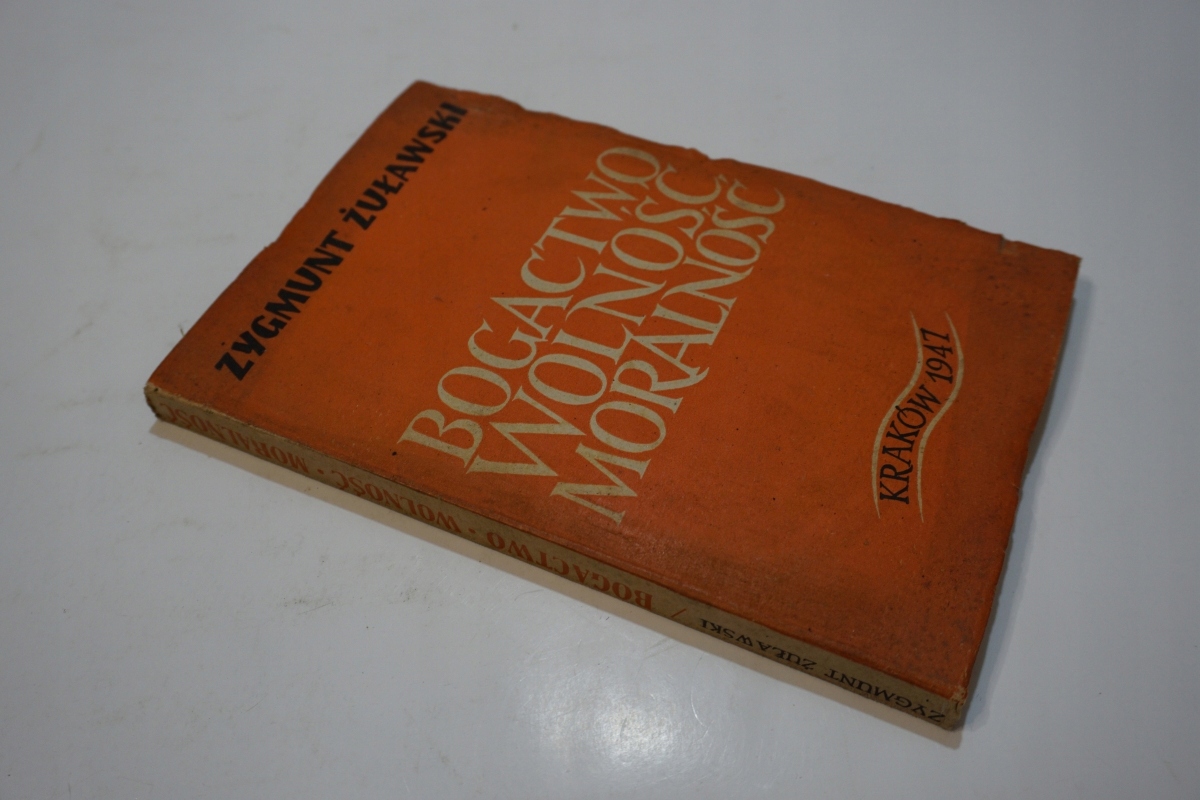 ZYGMUNT ŻUŁAWSKI
BOGACTWO
WOLNOŚĆ,
MORALNOŚĆ
KRAKÓW 1947
ZYGMUNT ŻUŁAWSKI / BOGACTWO · WOLNOŚĆ · MORALNOŚĆ